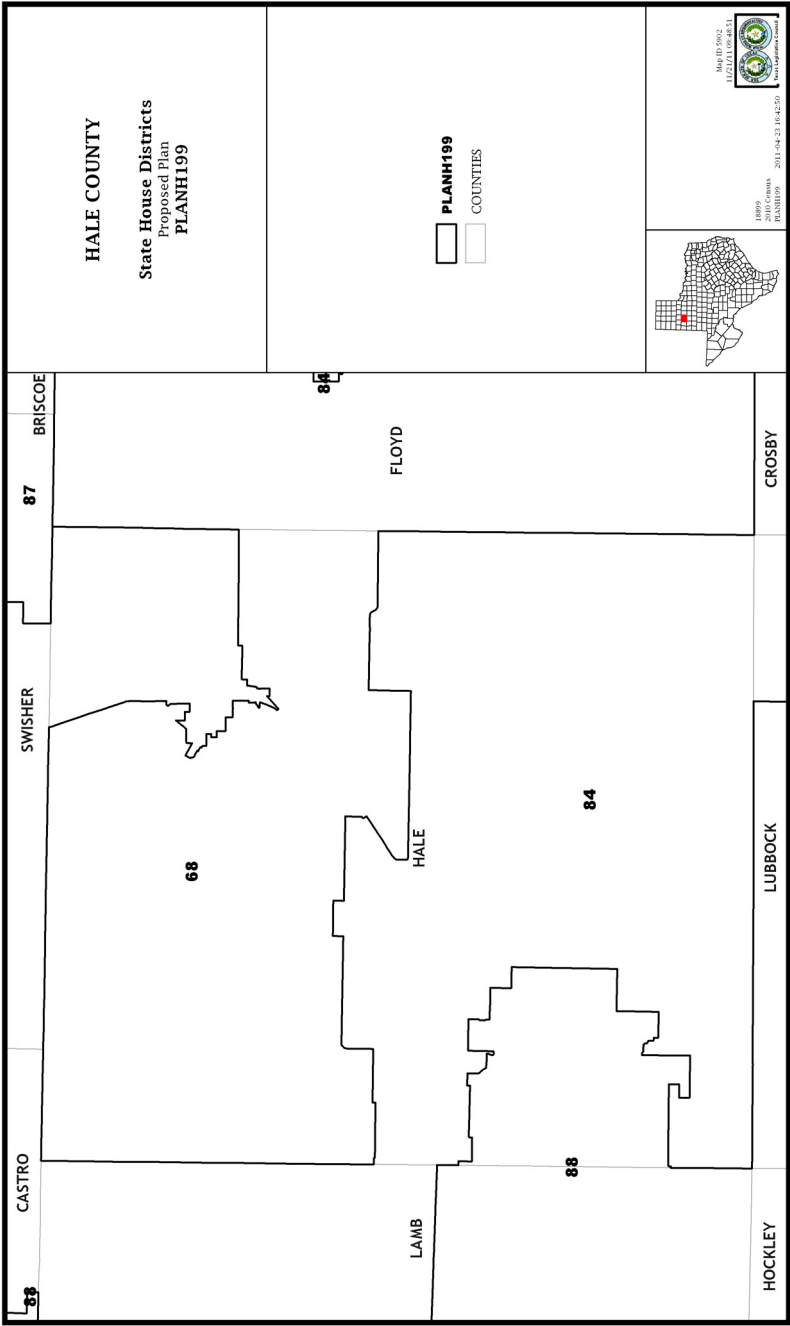 HALE COUNTY
State House Districts
Proposed Plan
PLANH199
PLANH199
COUNTIES
Map ID 5902
11/21/11 09:48:51
Texas Legislative Council
18899
2010 Census
PLANH199
2011-04-23 16:42:50
88
CASTRO
SWISHER
87
BRISCOE
68
84
LAMB
HALE
FLOYD
88
84
HOCKLEY
LUBBOCK
CROSBY